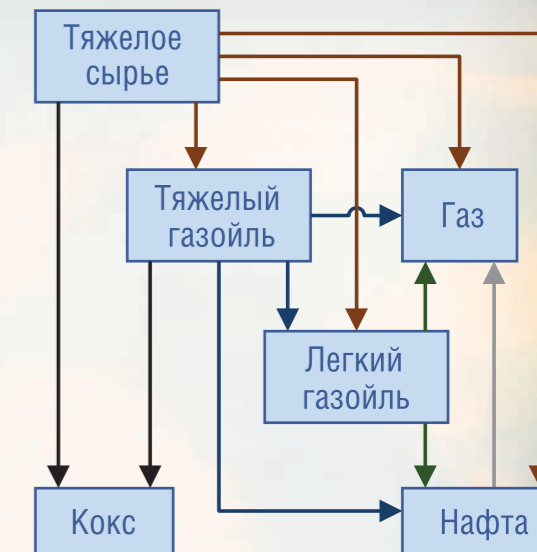 Тяжелое
сырье
Тяжелый
газойль
Газ
Легкий
газойль
Кокс
Нафта